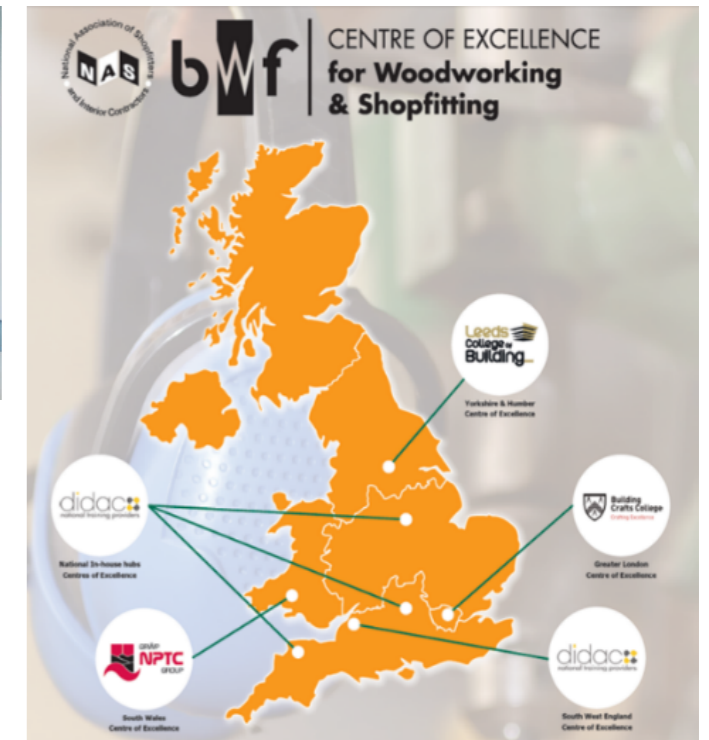 National Association of Shopfitters
NAS
and Interior Contractors
bwf
CENTRE OF EXCELLENCE
for Woodworking
& Shopfitting
Leeds
College of
Building
Yorkshire & Humber
Centre of Excellence
didac
national training providers
National In-house hubs
Centres of Excellence
Building
Crafts College
Crafting Excellence
Greater London
Centre of Excellence
GRŴP
NPTC
GROUP
South Wales
Centre of Excellence
didac
national training providers
South West England
Centre of Excellence